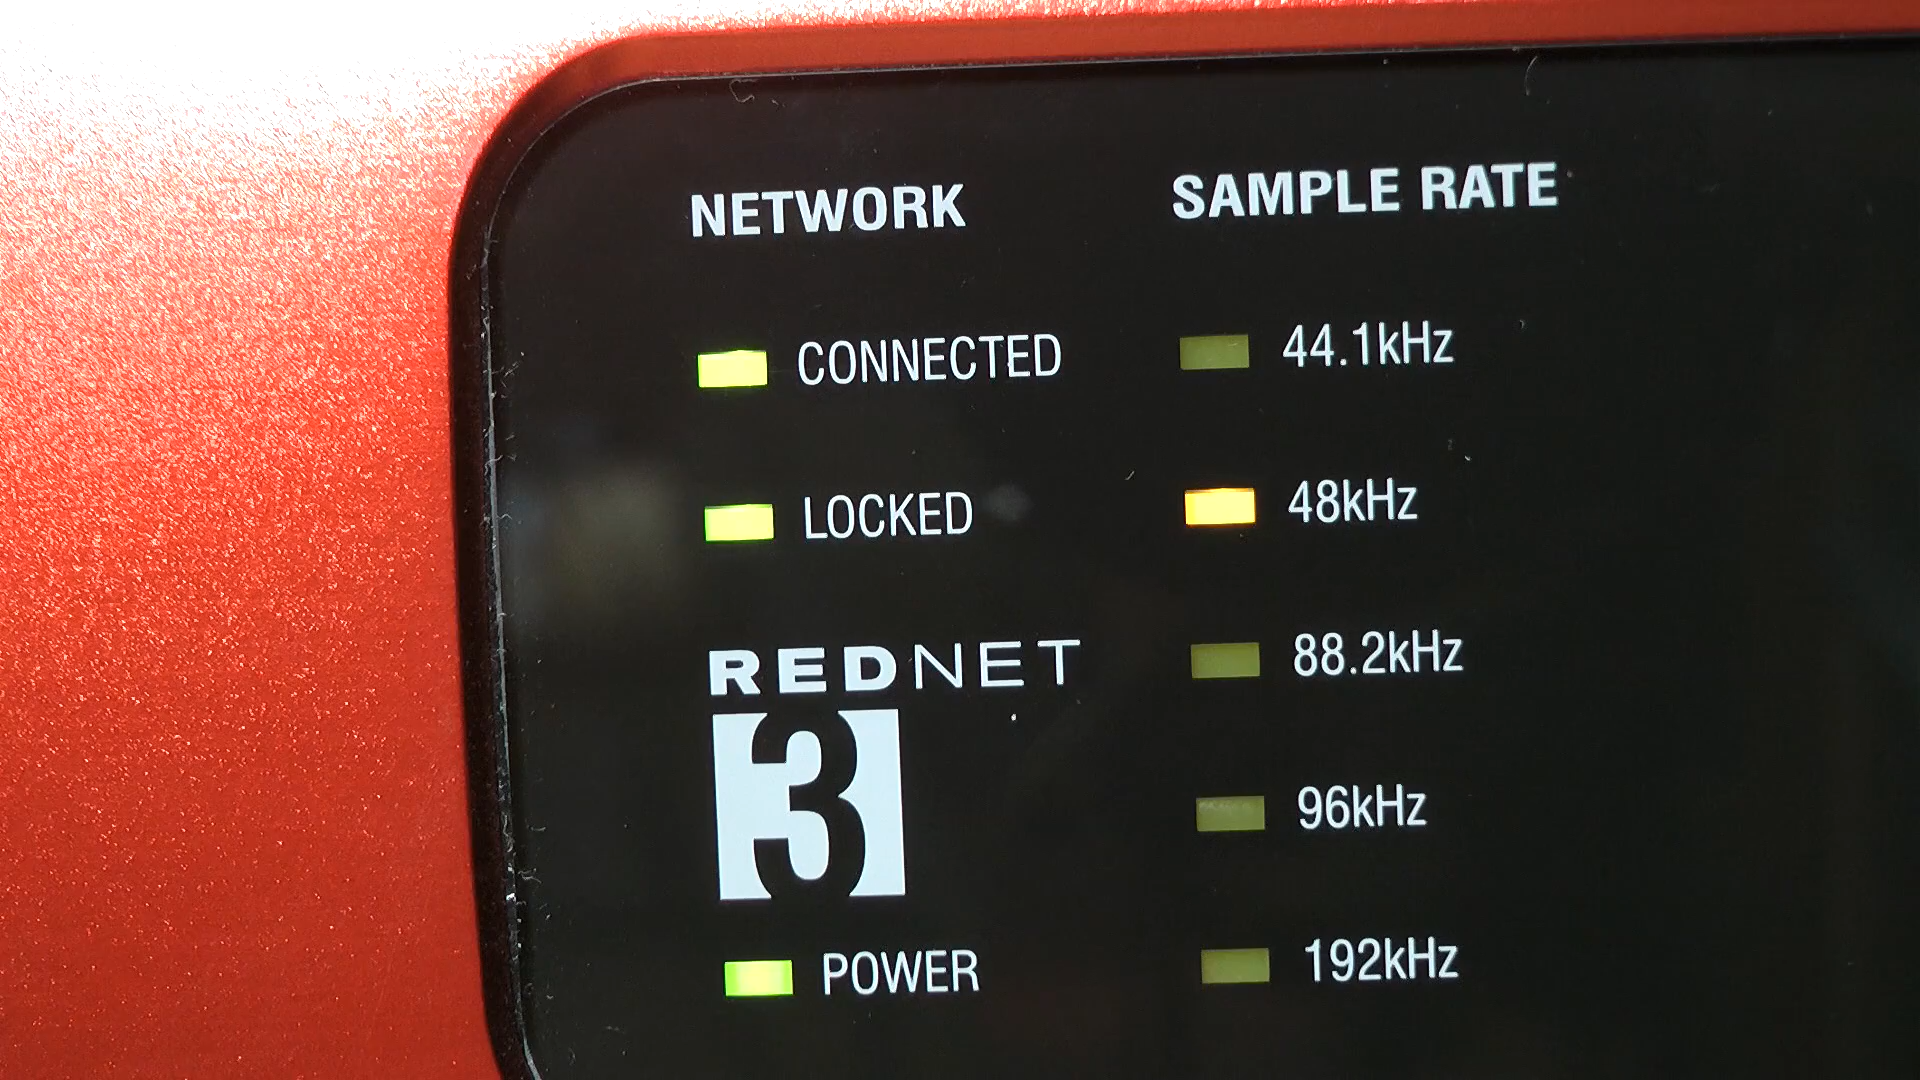 NETWORK
CONNECTED
LOCKED
REDNET
3
POWER
SAMPLE RATE
44.1kHz
48kHz
88.2kHz
96kHz
192kHz